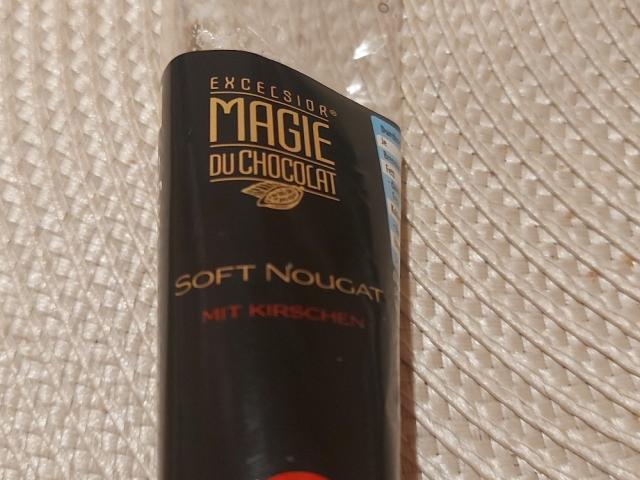 EXCELSIOR®
MAGIE
DU CHOCOLAT
SOFT NOUGAT
MIT KIRSCHEN